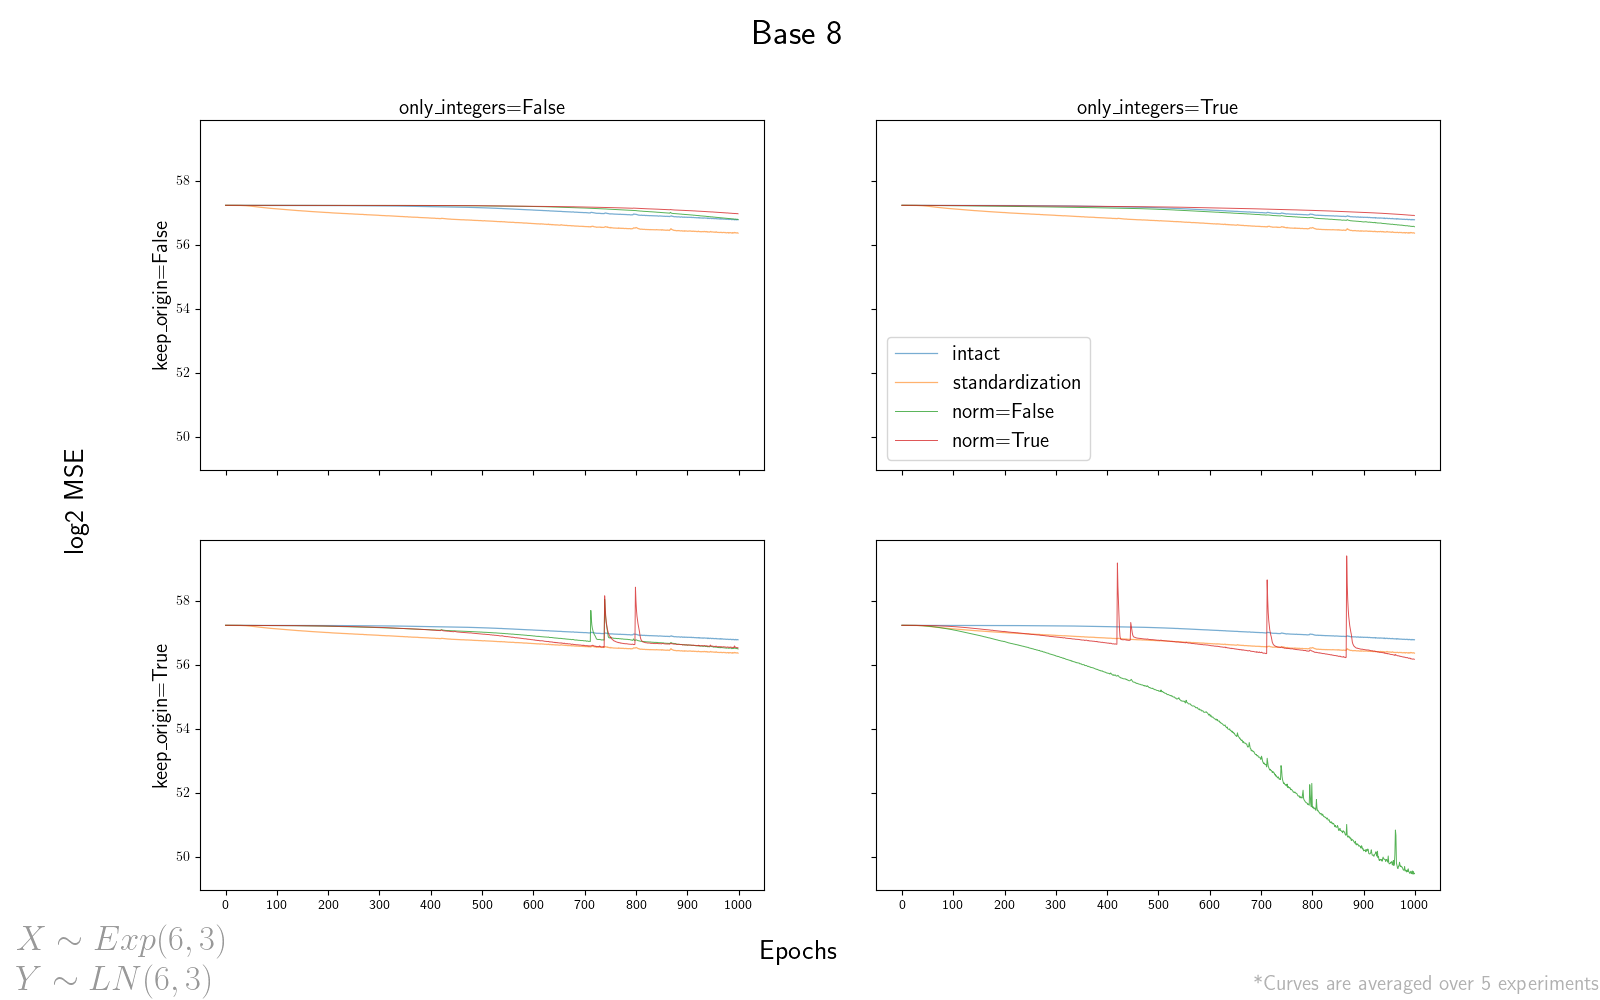 Base 8
only_integers=False
only_integers=True
58
56
54
52
50
keep_origin=False
intact
standardization
norm=False
norm=True
log2 MSE
58
56
54
52
50
keep_origin=True
0 100 200 300 400 500 600 700 800 900 1000
0 100 200 300 400 500 600 700 800 900 1000
Epochs
X ∼ Exp(6, 3)
Y ∼ LN(6, 3)
*Curves are averaged over 5 experiments